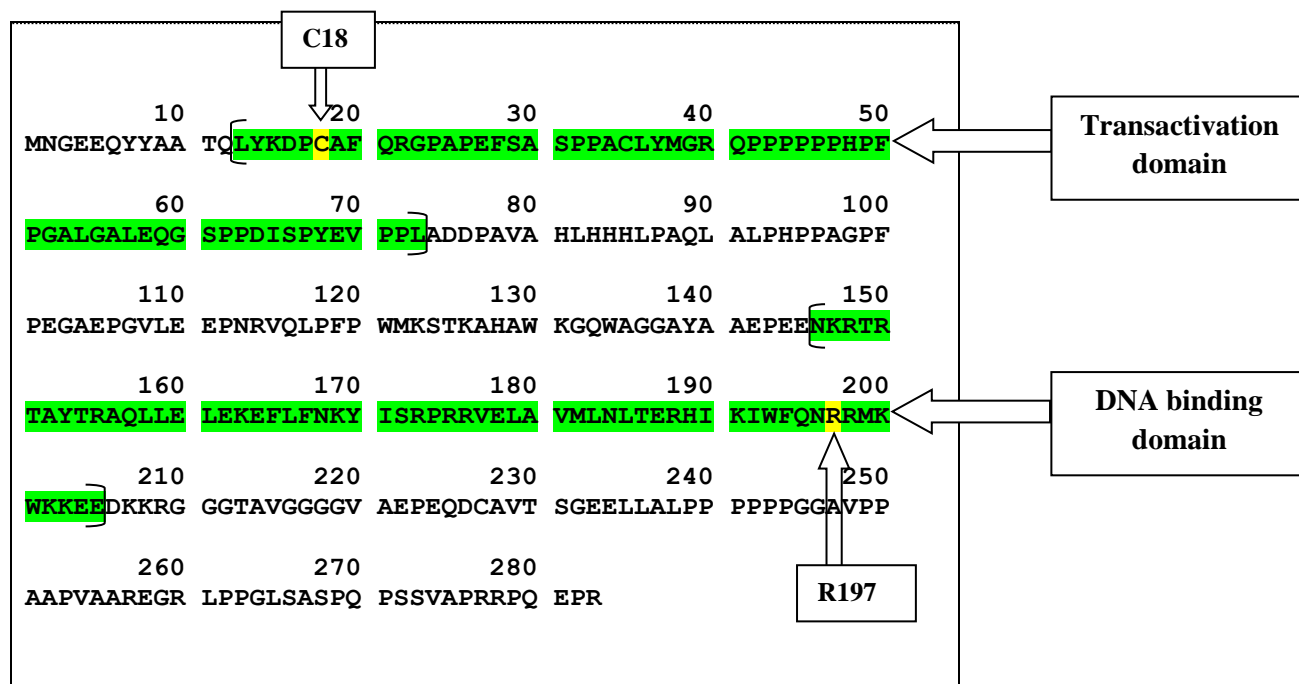 C18
10 20 30 40 50
MNGEEQYYAA TQLYKDPCAF QRGPAPEFSA SPPACLYMGR QPPPPPPHPF
Transactivation
domain
60 70 80 90 100
PGALGALEQG SPPDISPYEV PPLADDPAVA HLHHHLPAQL ALPHPPAGPF
110 120 130 140 150
PEGAEPGVLE EPNRVQLPFP WMKSTKAHAW KGQWAGGAYA AEPEENKRTR
160 170 180 190 200
TAYTRAQLLE LEKEFLFNKY ISRPRRVELA VMLNLTERHI KIWFQNRRMK
DNA binding
domain
210 220 230 240 250
WKKEEDKKRG GGTAVGGGGV AEPEQDCAVT SGEELLALPP PPPPGGAVPP
260 270 280
AAPVAAREGR LPPGLSASPQ PSSVAPRRPQ EPR
R197